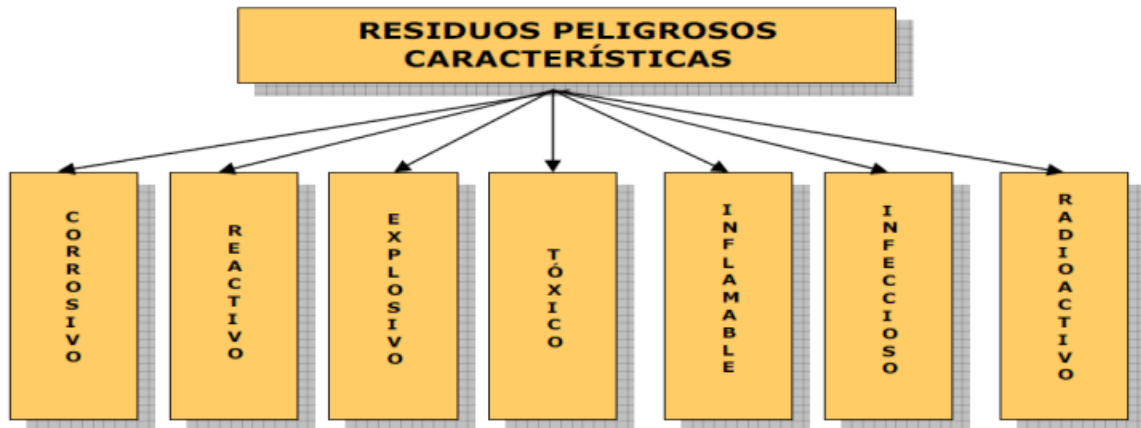 RESIDUOS PELIGROSOS
CARACTERÍSTICAS
CORROSIVO
REACTIVO
EXPLOSIVO
TÓXICO
INFLAMABLE
INFECCIOSO
RADIOACTIVO